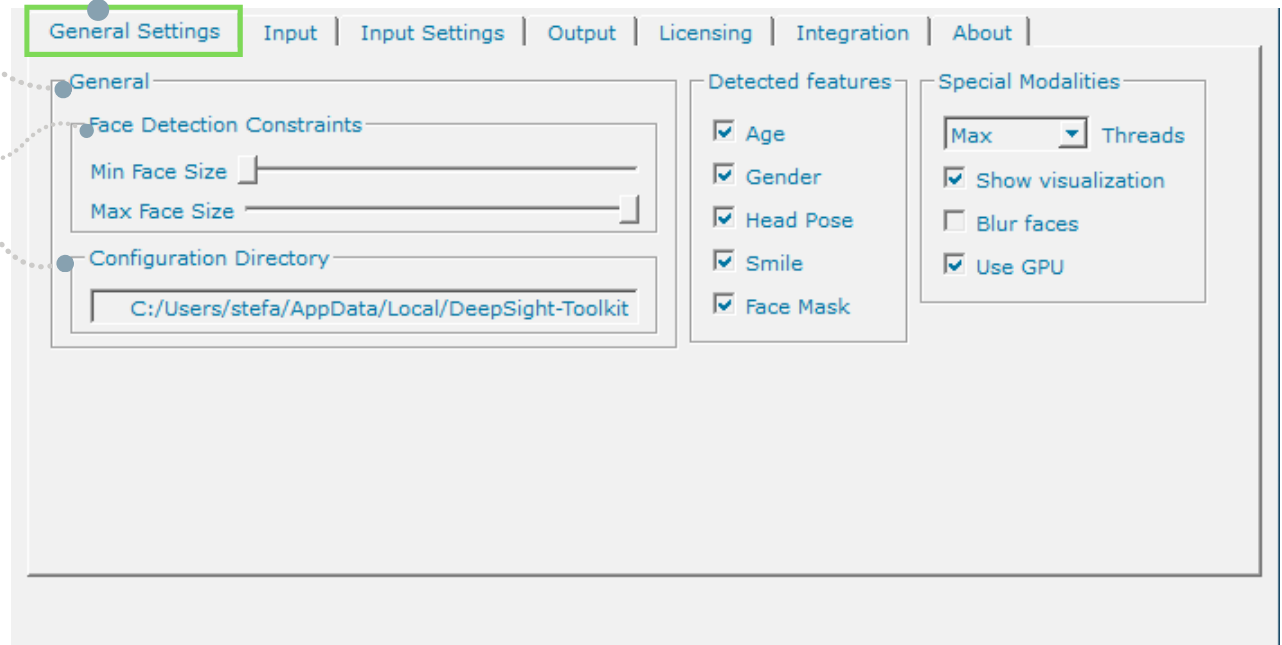 General Settings Input Input Settings Output Licensing Integration About
General
Face Detection Constraints
Min Face Size
Max Face Size
Configuration Directory
C:/Users/stefa/AppData/Local/DeepSight-Toolkit
Detected features
Age
Gender
Head Pose
Smile
Face Mask
Special Modalities
Max Threads
Show visualization
Blur faces
Use GPU